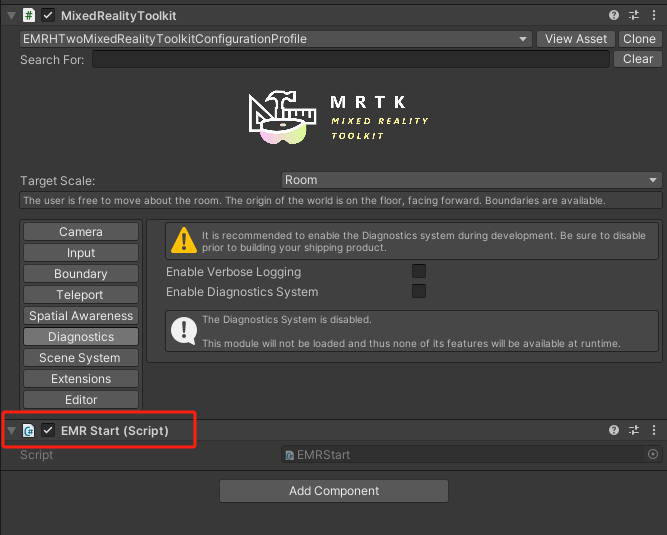 MixedRealityToolkit
EMRHTwoMixedRealityToolkitConfigurationProfile
View Asset
Clone
Search For:
Clear
MRTK
MIXED REALITY
TOOLKIT
Target Scale:
Room
The user is free to move about the room. The origin of the world is on the floor, facing forward. Boundaries are available.
Camera
Input
Boundary
Teleport
Spatial Awareness
Diagnostics
Scene System
Extensions
Editor
It is recommended to enable the Diagnostics system during development. Be sure to disable
prior to building your shipping product.
Enable Verbose Logging
Enable Diagnostics System
The Diagnostics System is disabled.
This module will not be loaded and thus none of its features will be available at runtime.
EMR Start (Script)
Script
EMRStart
Add Component